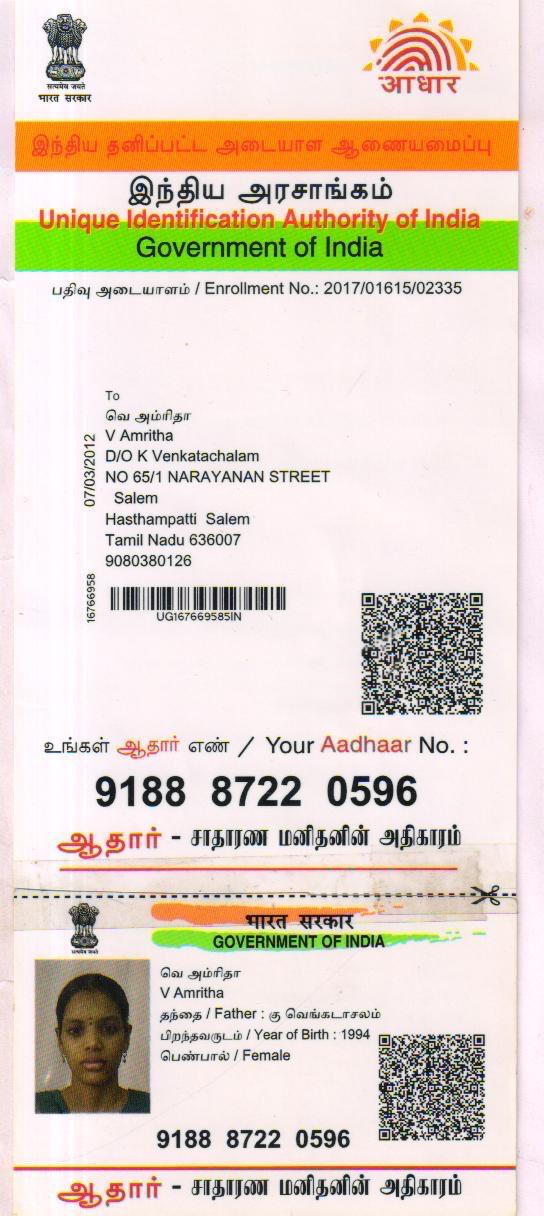 सत्यमेव जयते
भारत सरकार
आधार
இந்திய தனிப்பட்ட அடையாள ஆணையமைப்பு
இந்திய அரசாங்கம்
Unique Identification Authority of India
Government of India
பதிவு அடையாளம் / Enrollment No.: 2017/01615/02335
To
வெ அம்ரிதா
V Amritha
D/O K Venkatachalam
NO 65/1 NARAYANAN STREET
Salem
Hasthampatti Salem
Tamil Nadu 636007
9080380126
07/03/2012
16766958
UG167669585IN
உங்கள் ஆதார் எண் / Your Aadhaar No. :
9188 8722 0596
ஆதார் - சாதாரண மனிதனின் அதிகாரம்
सत्यमेव जयते
भारत सरकार
GOVERNMENT OF INDIA
வெ அம்ரிதா
V Amritha
தந்தை / Father : கு வெங்கடாசலம்
பிறந்தவருடம் / Year of Birth : 1994
பெண்பால் / Female
9188 8722 0596
ஆதார் - சாதாரண மனிதனின் அதிகாரம்